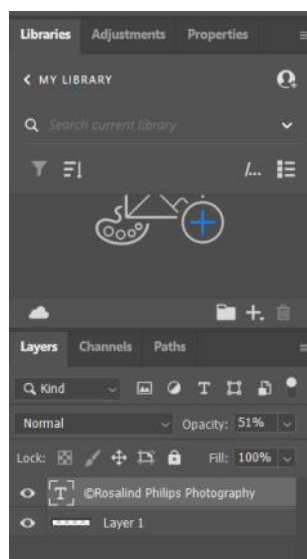 Libraries Adjustments Properties
< MY LIBRARY
Search current library
/...
Layers Channels Paths
Kind
Normal Opacity: 51%
Lock: Fill: 100%
T ©Rosalind Philips Photography
Layer 1